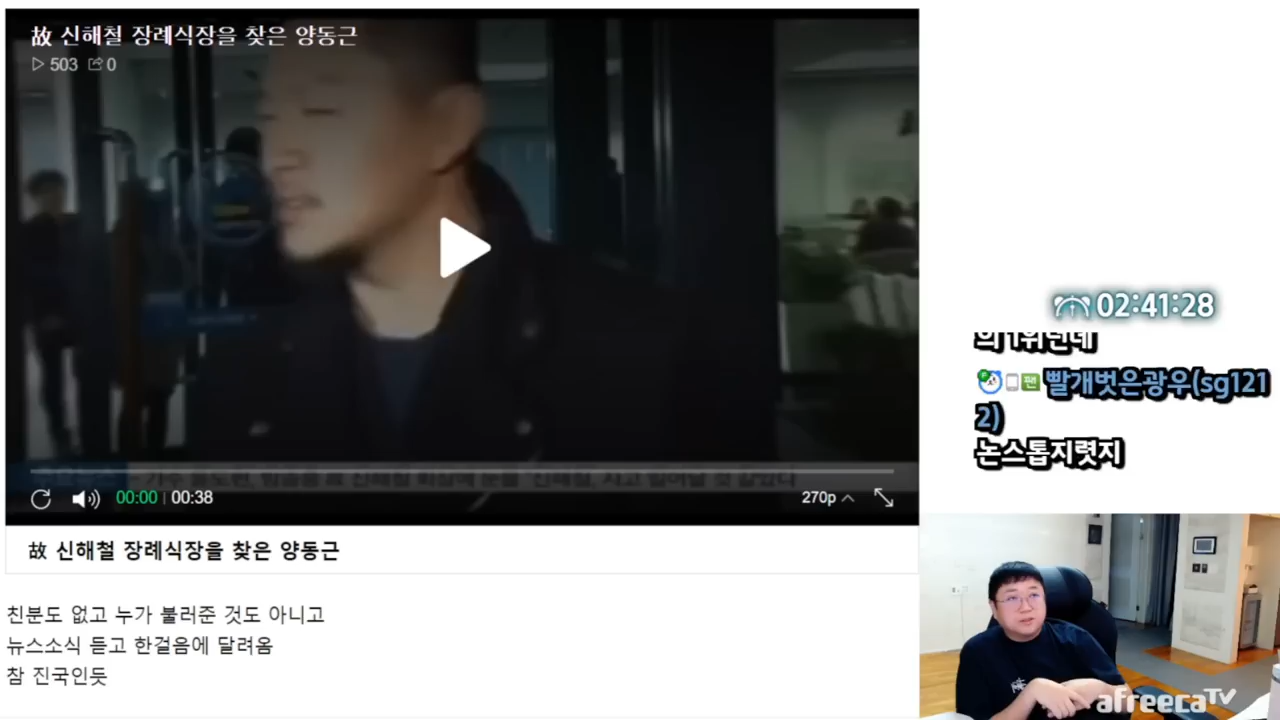 故 신해철 장례식장을 찾은 양동근
503 0
00:00 00:38
270p
故 신해철 장례식장을 찾은 양동근
친분도 없고 누가 불러준 것도 아니고
뉴스소식 듣고 한걸음에 달려옴
참 진국인듯
02:41:28
팬 빨개벗은광우(sg121
2)
논스톱지렷지
afreecaTV